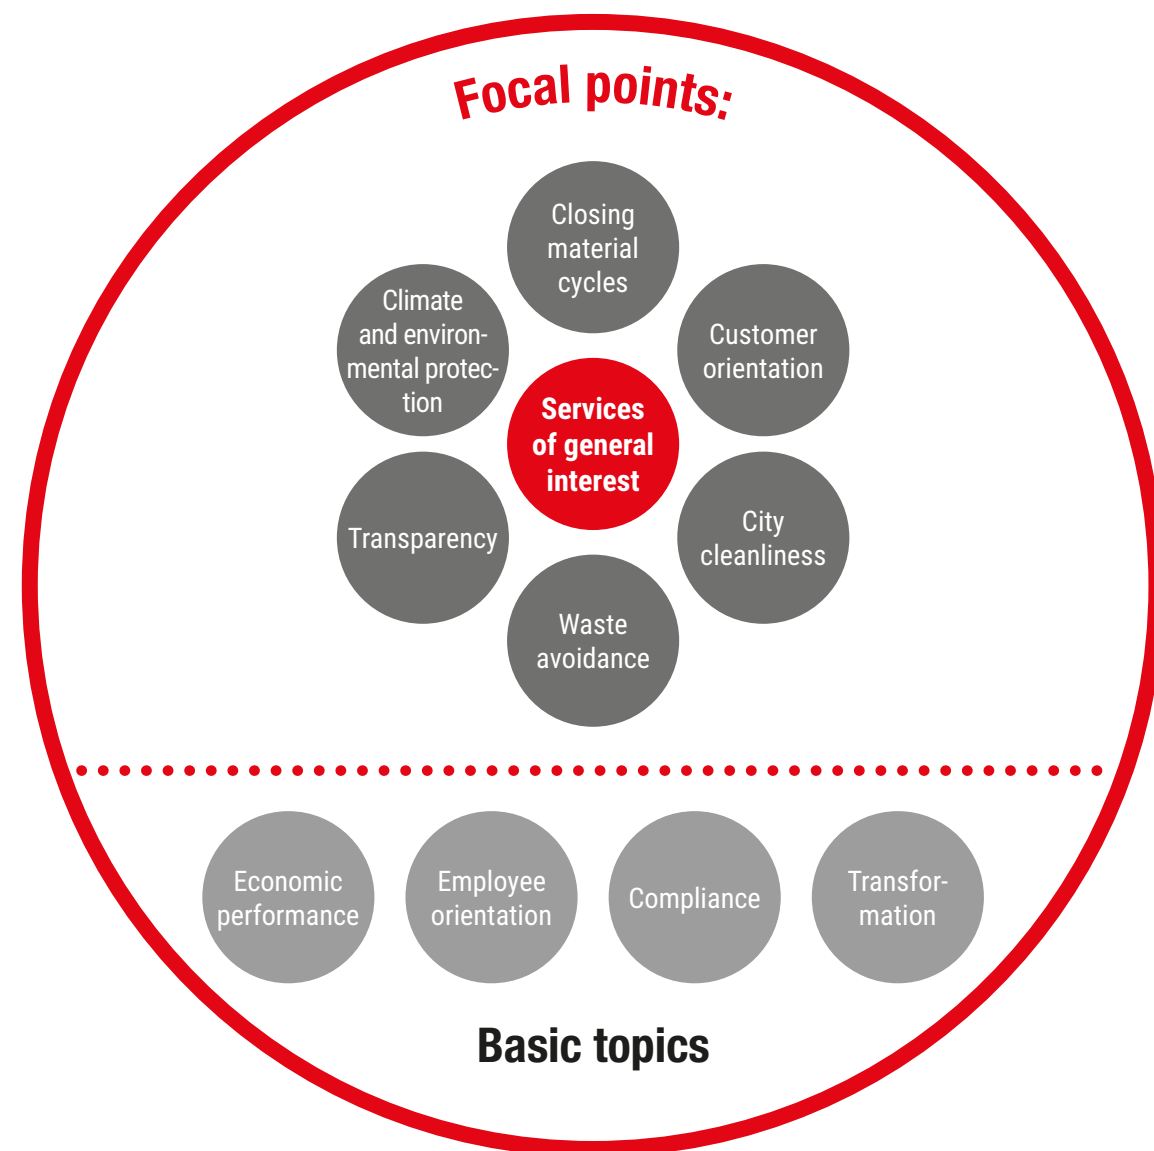 Focal points:
Closing
material
cycles
Climate
and environ-
mental protec-
tion
Customer
orientation
Services
of general
interest
Transparency
City
cleanliness
Waste
avoidance
Economic
performance
Employee
orientation
Compliance
Transfor-
mation
Basic topics